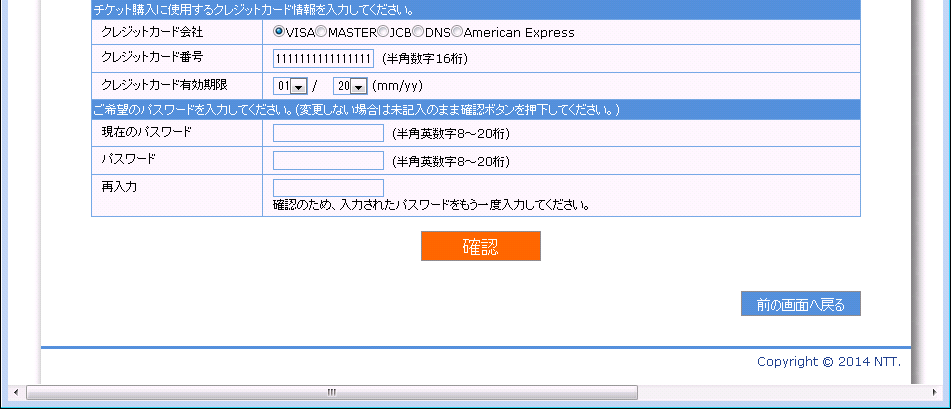 チケット購入に使用するクレジットカード情報を入力してください。
クレジットカード会社 VISA MASTER JCB DNS American Express
クレジットカード番号 1111111111111111 (半角数字16桁)
クレジットカード有効期限 01 / 20 (mm/yy)
ご希望のパスワードを入力してください。(変更しない場合は未記入のまま確認ボタンを押下してください。)
現在のパスワード (半角英数字8～20桁)
パスワード (半角英数字8～20桁)
再入力
確認のため、入力されたパスワードをもう一度入力してください。
確認
前の画面へ戻る
Copyright © 2014 NTT.